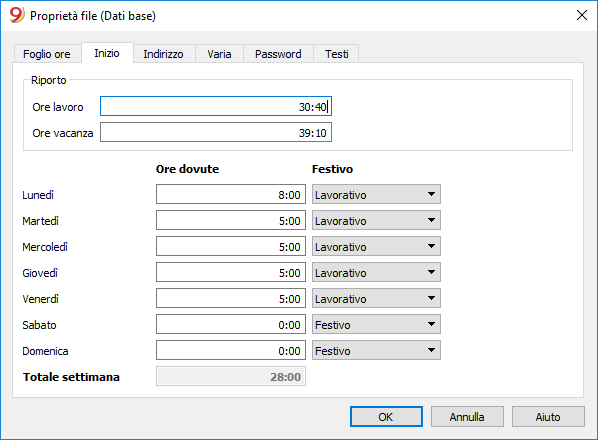 9 Proprietà file (Dati base)
Foglio ore Inizio Indirizzo Varia Password Testi
Riporto
Ore lavoro 30:40
Ore vacanza 39:10
Ore dovute Festivo
Lunedì 8:00 Lavorativo
Martedì 5:00 Lavorativo
Mercoledì 5:00 Lavorativo
Giovedì 5:00 Lavorativo
Venerdì 5:00 Lavorativo
Sabato 0:00 Festivo
Domenica 0:00 Festivo
Totale settimana 28:00
OK Annulla Aiuto